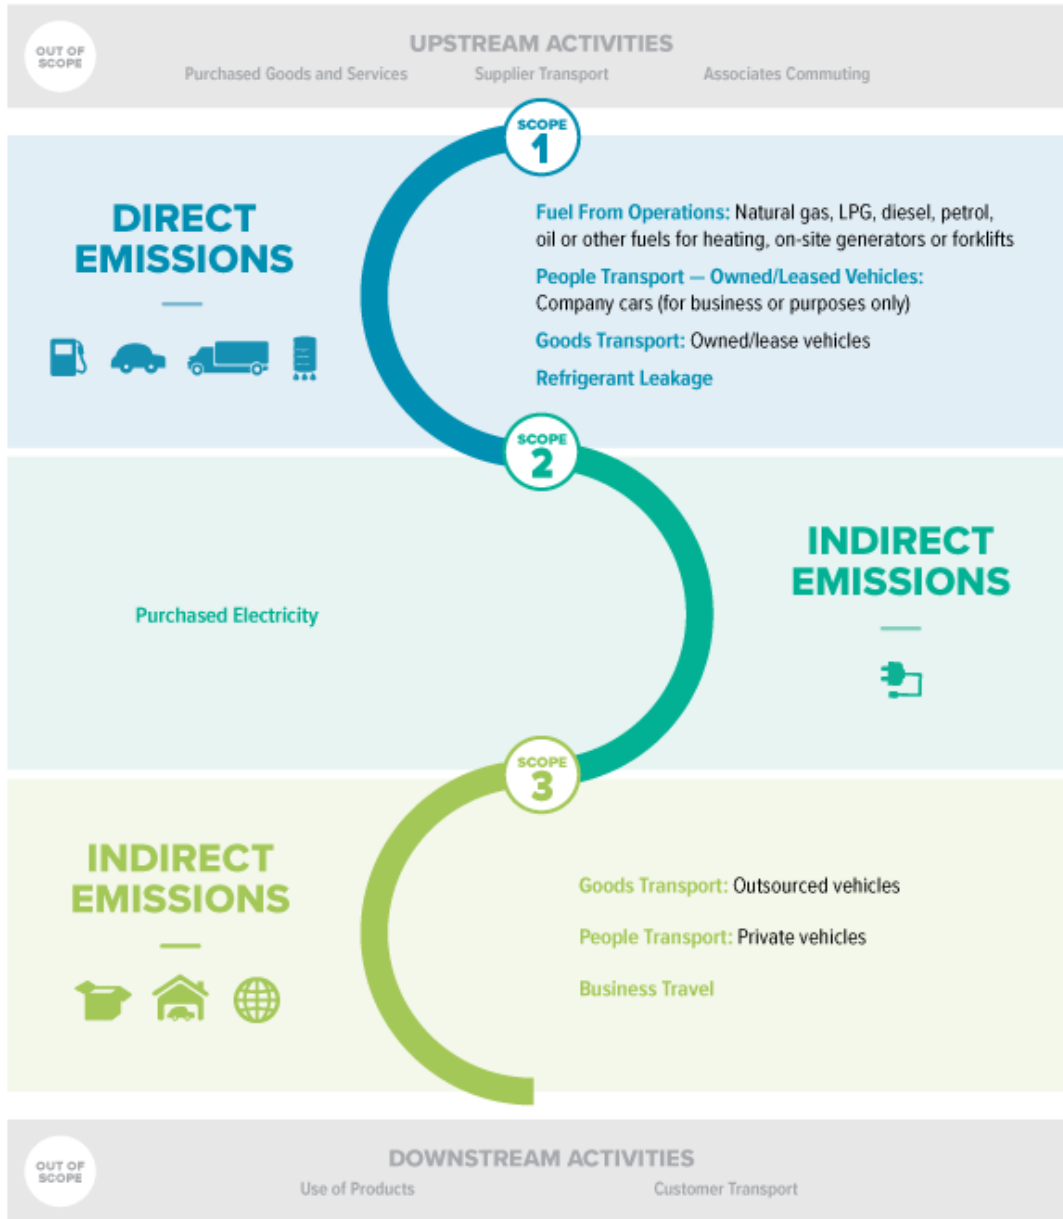 OUT OF
SCOPE
UPSTREAM ACTIVITIES
Purchased Goods and Services Supplier Transport Associates Commuting
SCOPE
1
DIRECT
EMISSIONS
Fuel From Operations: Natural gas, LPG, diesel, petrol,
oil or other fuels for heating, on-site generators or forklifts
People Transport — Owned/Leased Vehicles:
Company cars (for business or purposes only)
Goods Transport: Owned/lease vehicles
Refrigerant Leakage
SCOPE
2
INDIRECT
EMISSIONS
Purchased Electricity
SCOPE
3
INDIRECT
EMISSIONS
Goods Transport: Outsourced vehicles
People Transport: Private vehicles
Business Travel
OUT OF
SCOPE
DOWNSTREAM ACTIVITIES
Use of Products Customer Transport